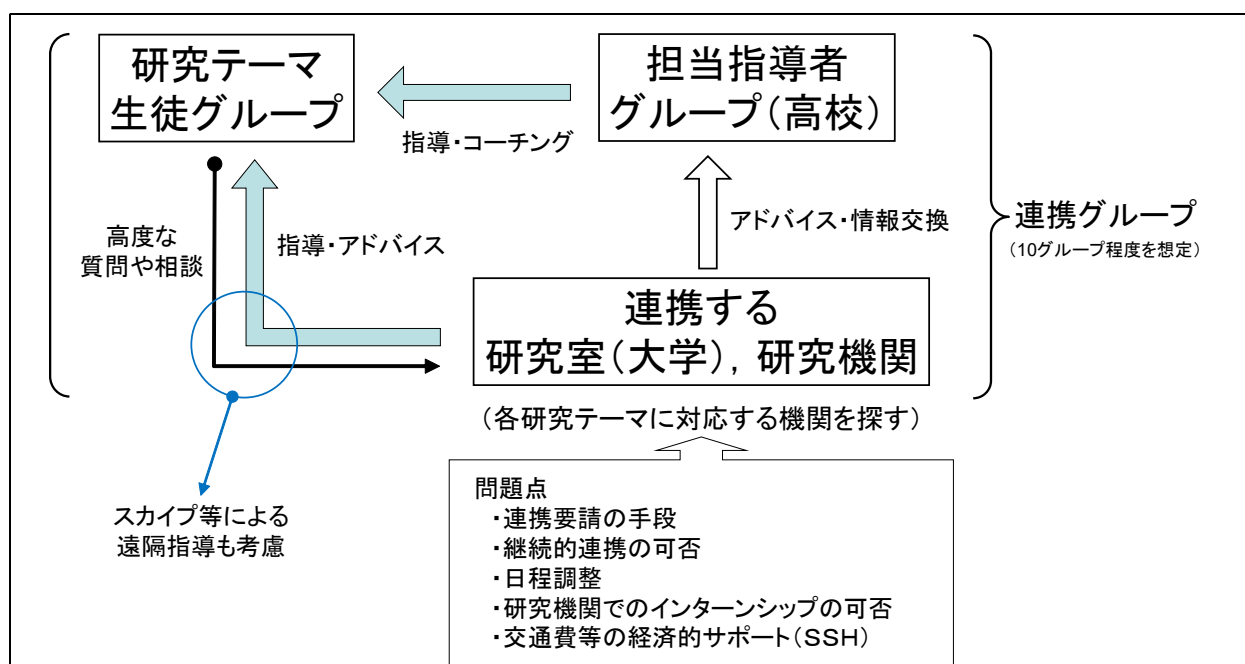 研究テーマ
生徒グループ
担当指導者
グループ（高校）
指導・コーチング
高度な
質問や相談
指導・アドバイス
アドバイス・情報交換
連携グループ
（10グループ程度を想定）
連携する
研究室（大学），研究機関
（各研究テーマに対応する機関を探す）
スカイプ等による
遠隔指導も考慮
問題点
・連携要請の手段
・継続的連携の可否
・日程調整
・研究機関でのインターンシップの可否
・交通費等の経済的サポート（ＳＳＨ）